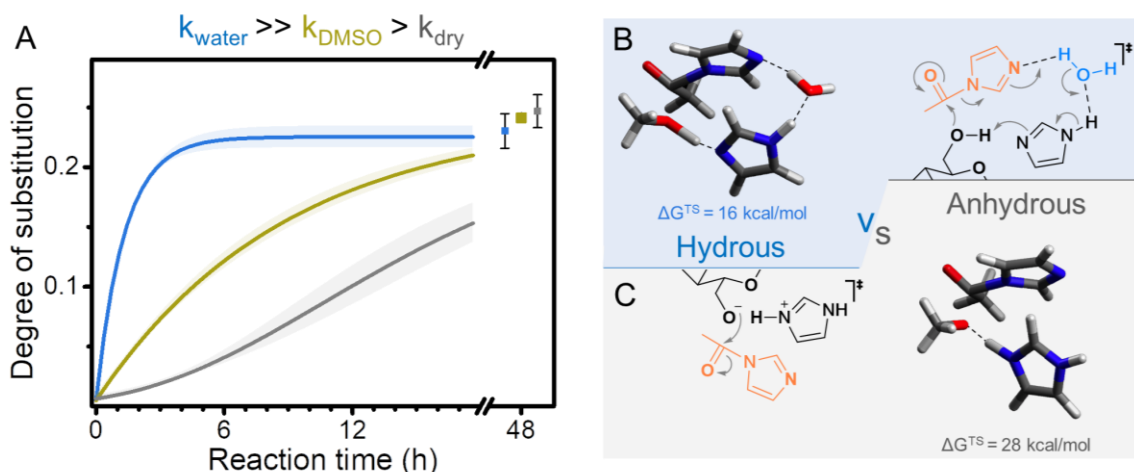 A
k_water >> k_DMSO > k_dry
Degree of substitution
0.2
0.1
0
6
12
48
Reaction time (h)
B
ΔG^TS = 16 kcal/mol
Hydrous
vs
Anhydrous
O
N
N
H
O
H
‡
O-H
N
N
H
O
C
O
O⁻
H-N⁺
NH
‡
O
N
N
ΔG^TS = 28 kcal/mol